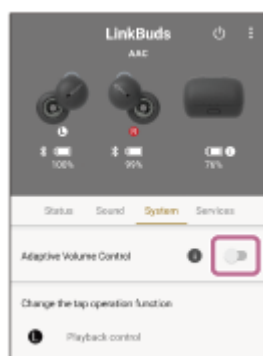 LinkBuds
AAC
L
R
100%
99%
76%
Status Sound System Services
Adaptive Volume Control
Change the tap operation function
L Playback control